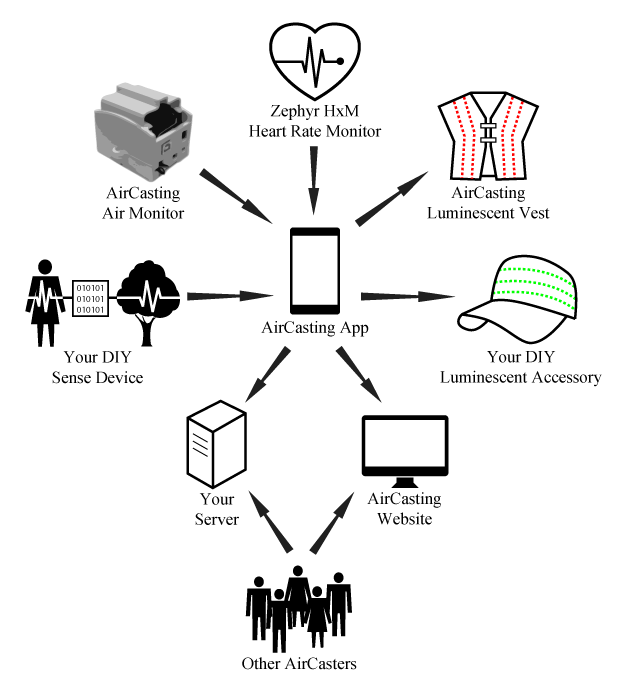 Zephyr HxM
Heart Rate Monitor
AirCasting
Air Monitor
AirCasting
Luminescent Vest
010101
010101
010101
Your DIY
Sense Device
AirCasting App
Your DIY
Luminescent Accessory
Your
Server
AirCasting
Website
Other AirCasters